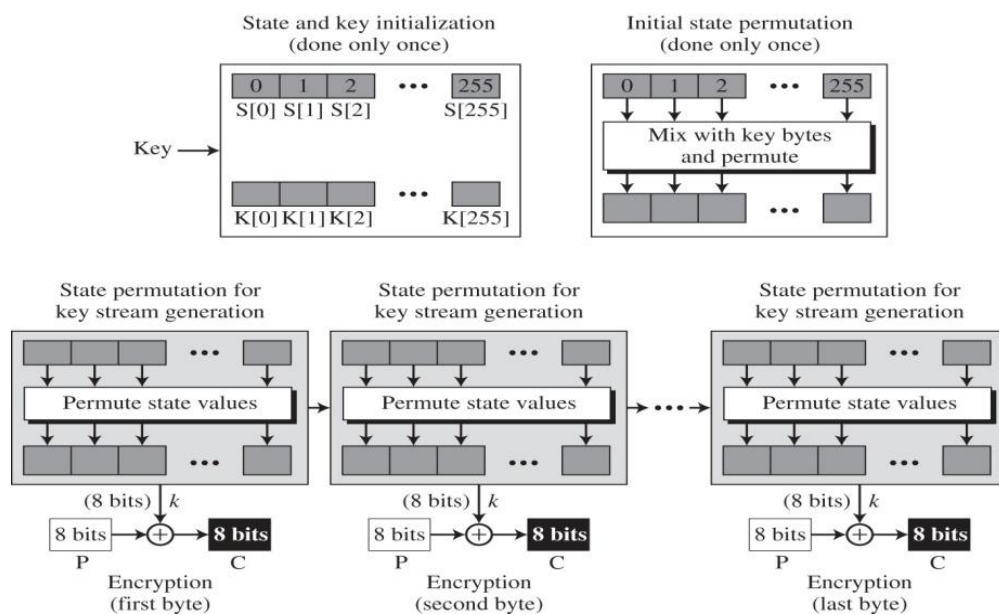 State and key initialization
(done only once)
0 1 2 ••• 255
S[0] S[1] S[2] S[255]
Key
•••
K[0] K[1] K[2] K[255]
Initial state permutation
(done only once)
0 1 2 ••• 255
Mix with key bytes
and permute
•••
State permutation for
key stream generation
•••
Permute state values
•••
(8 bits) k
8 bits + 8 bits
P C
Encryption
(first byte)
State permutation for
key stream generation
•••
Permute state values
•••
(8 bits) k
8 bits + 8 bits
P C
Encryption
(second byte)
••••
State permutation for
key stream generation
•••
Permute state values
•••
(8 bits) k
8 bits + 8 bits
P C
Encryption
(last byte)